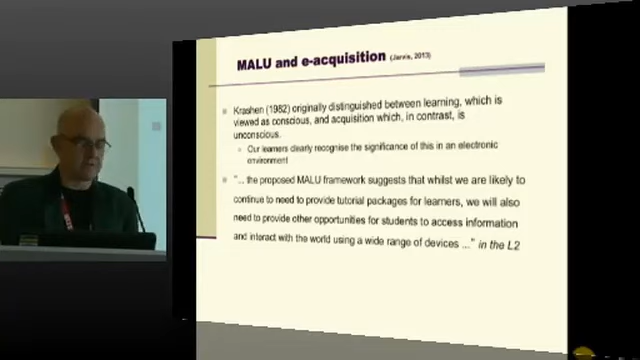 MALU and e-acquisition (Jarvis, 2013)
Krashen (1982) originally distinguished between learning, which is
viewed as conscious, and acquisition which, in contrast, is
unconscious.
Our learners clearly recognise the significance of this in an electronic
environment
"... the proposed MALU framework suggests that whilst we are likely to
continue to need to provide tutorial packages for learners, we will also
need to provide other opportunities for students to access information
and interact with the world using a wide range of devices ..." in the L2